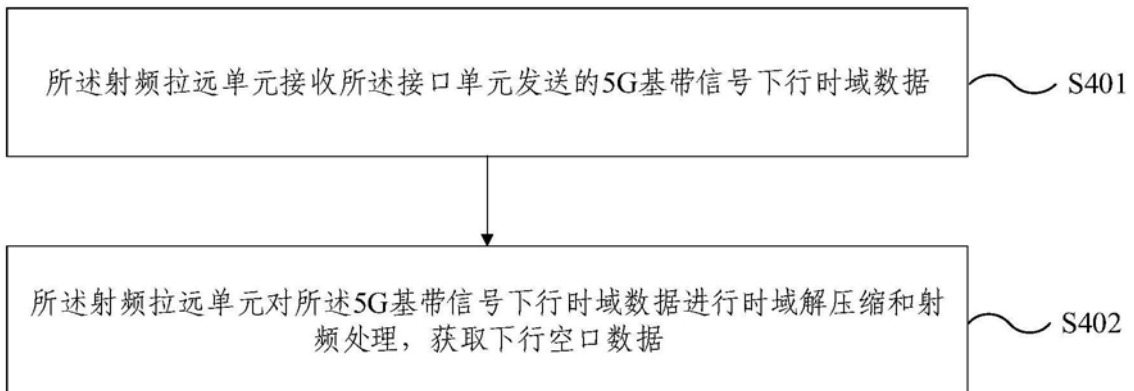 所述射频拉远单元接收所述接口单元发送的5G基带信号下行时域数据
S401
所述射频拉远单元对所述5G基带信号下行时域数据进行时域解压缩和射
频处理，获取下行空口数据
S402